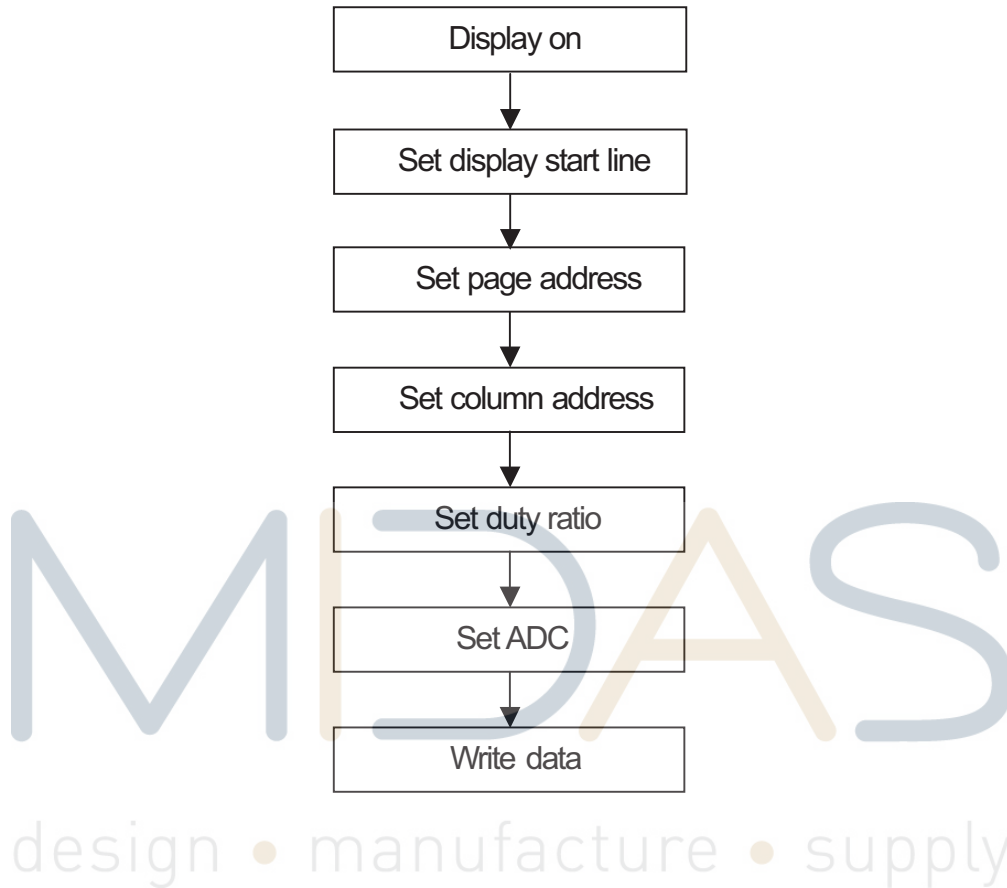 Display on
Set display start line
Set page address
Set column address
Set duty ratio
Set ADC
Write data
MIDAS
design • manufacture • supply